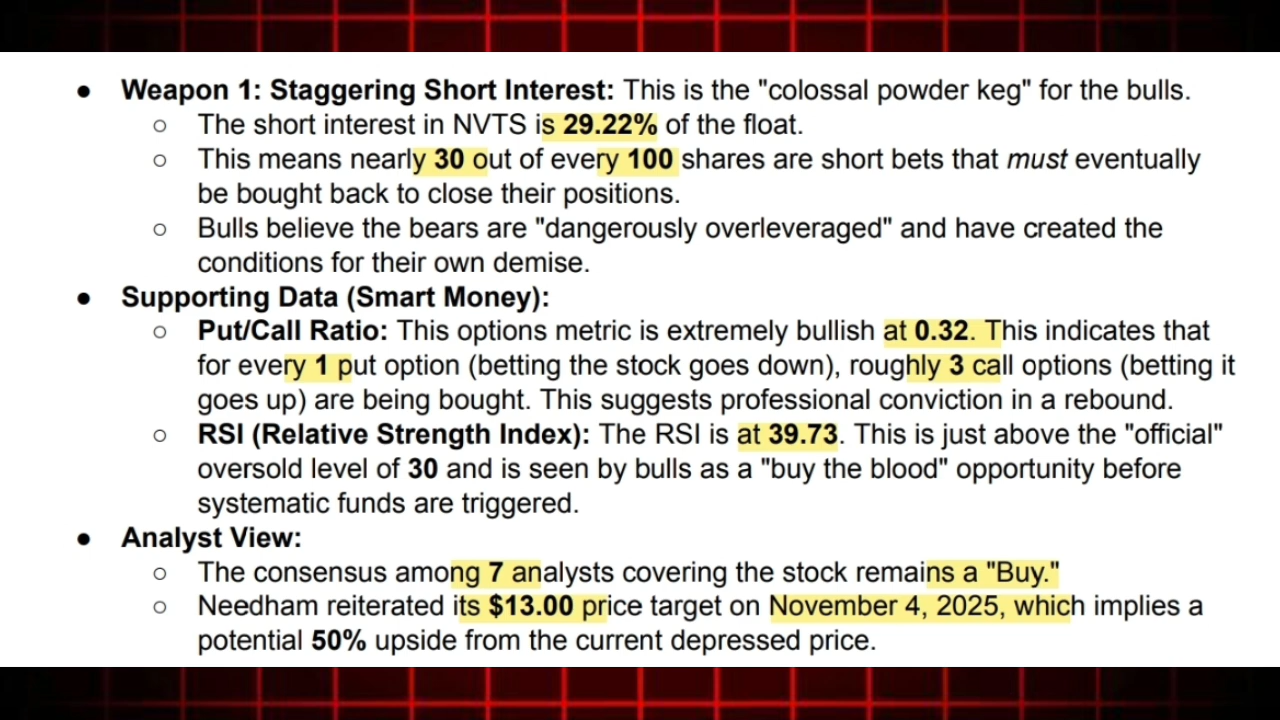 ● Weapon 1: Staggering Short Interest: This is the "colossal powder keg" for the bulls.
○ The short interest in NVTS is 29.22% of the float.
○ This means nearly 30 out of every 100 shares are short bets that must eventually
be bought back to close their positions.
○ Bulls believe the bears are "dangerously overleveraged" and have created the
conditions for their own demise.
● Supporting Data (Smart Money):
○ Put/Call Ratio: This options metric is extremely bullish at 0.32. This indicates that
for every 1 put option (betting the stock goes down), roughly 3 call options (betting it
goes up) are being bought. This suggests professional conviction in a rebound.
○ RSI (Relative Strength Index): The RSI is at 39.73. This is just above the "official"
oversold level of 30 and is seen by bulls as a "buy the blood" opportunity before
systematic funds are triggered.
● Analyst View:
○ The consensus among 7 analysts covering the stock remains a "Buy."
○ Needham reiterated its $13.00 price target on November 4, 2025, which implies a
potential 50% upside from the current depressed price.